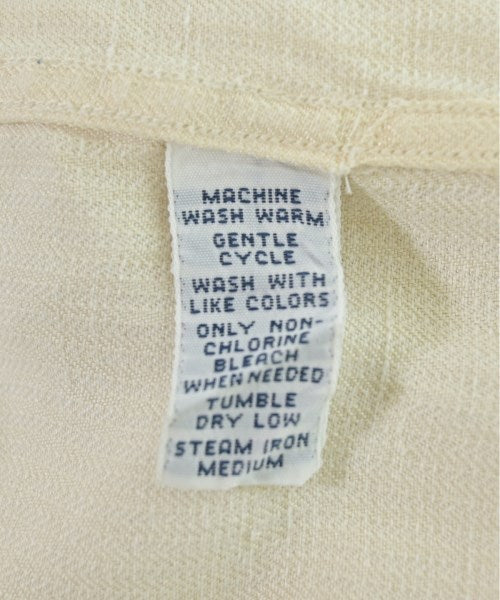 MACHINE
WASH WARM
GENTLE
CYCLE
WASH WITH
LIKE COLORS
ONLY NON-
CHLORINE
BLEACH
WHEN NEEDED
TUMBLE
DRY LOW
STEAM IRON
MEDIUM